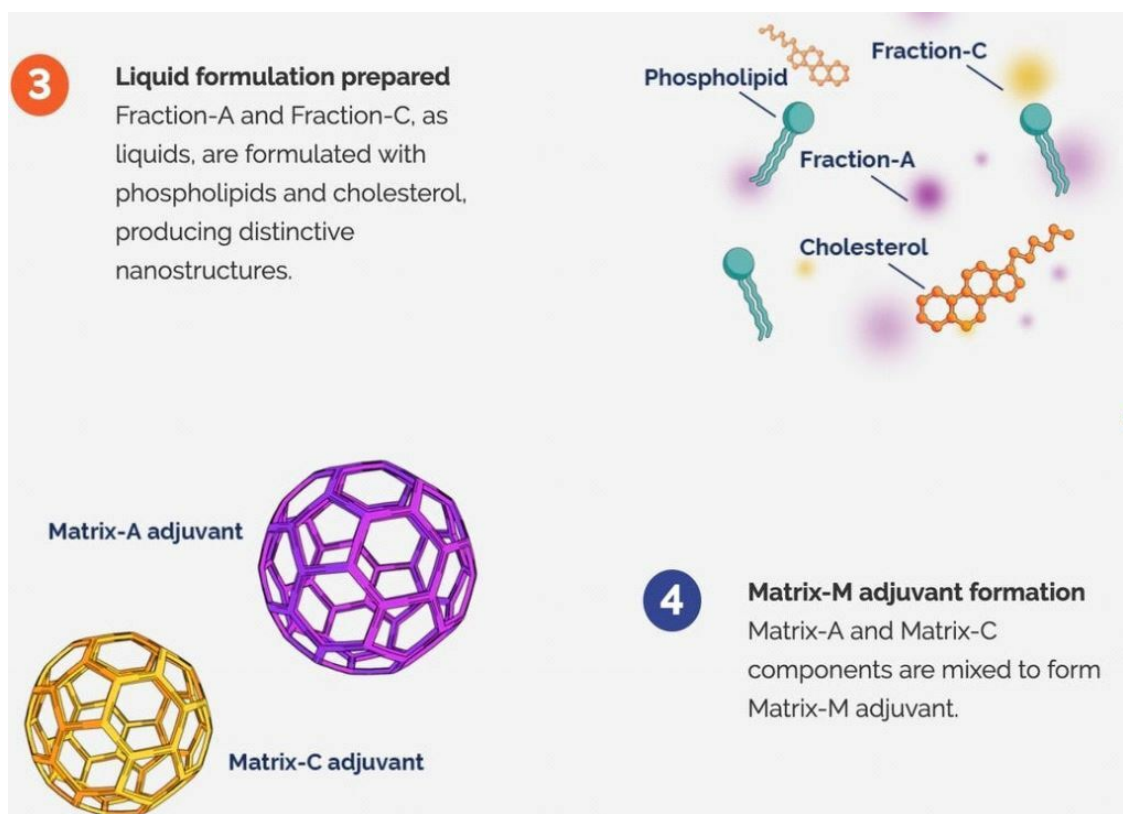 3
Liquid formulation prepared
Fraction-A and Fraction-C, as
liquids, are formulated with
phospholipids and cholesterol,
producing distinctive
nanostructures.
Fraction-C
Phospholipid
Fraction-A
Cholesterol
Matrix-A adjuvant
Matrix-C adjuvant
4
Matrix-M adjuvant formation
Matrix-A and Matrix-C
components are mixed to form
Matrix-M adjuvant.